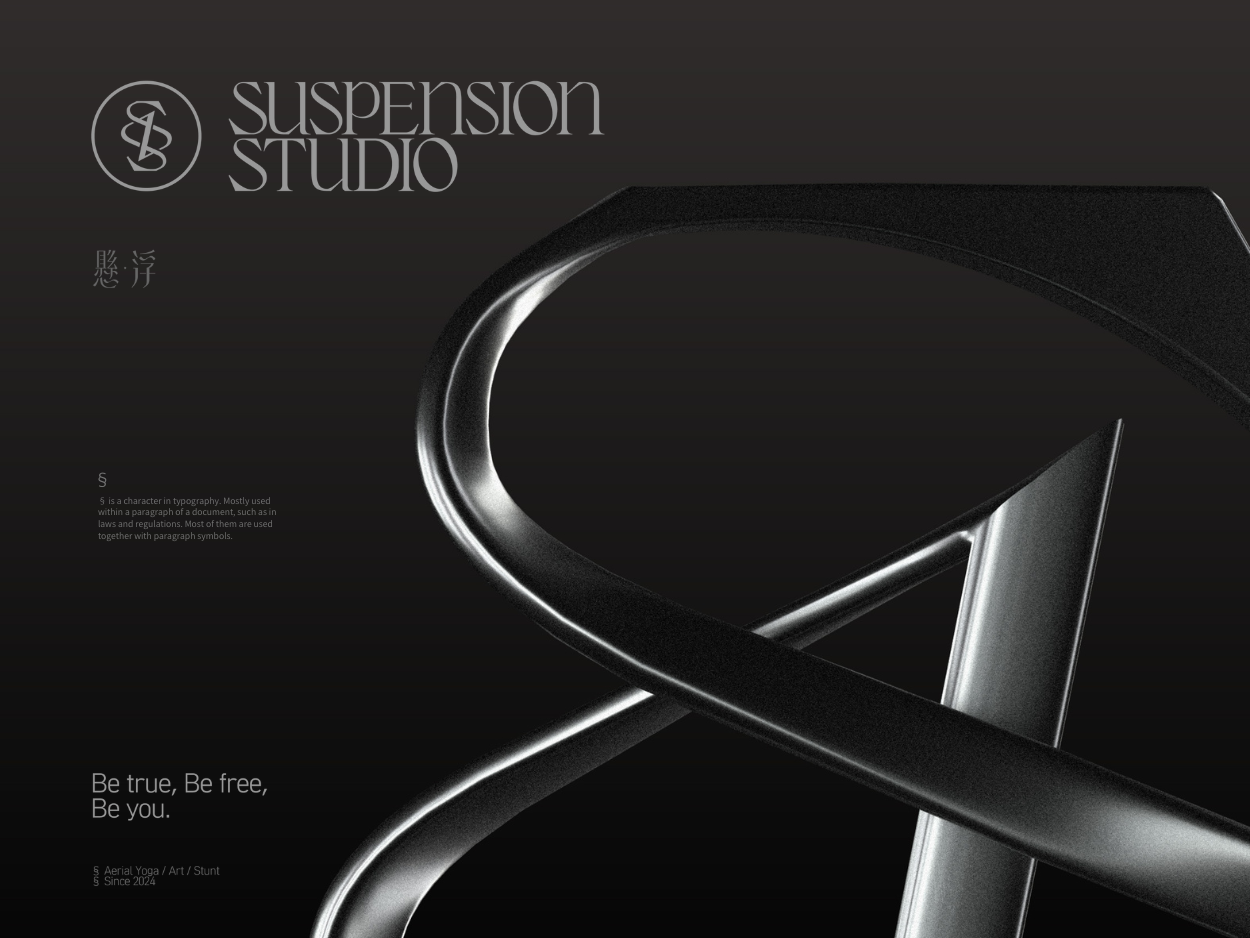 SUSPENSION
STUDIO
懸·浮
§
§ is a character in typography. Mostly used
within a paragraph of a document, such as in
laws and regulations. Most of them are used
together with paragraph symbols.
Be true, Be free,
Be you.
§ Aerial Yoga / Art / Stunt
§ Since 2024